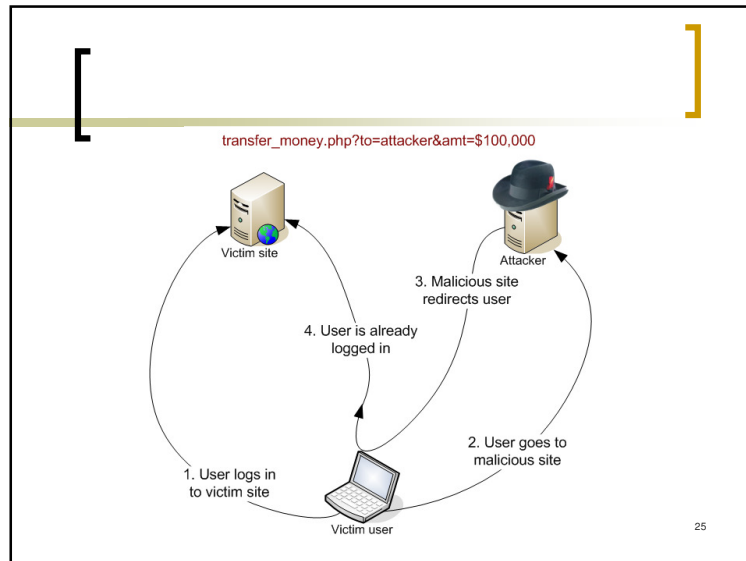 transfer_money.php?to=attacker&amt=$100,000
Victim site
Attacker
3. Malicious site
redirects user
4. User is already
logged in
2. User goes to
malicious site
1. User logs in
to victim site
Victim user
25